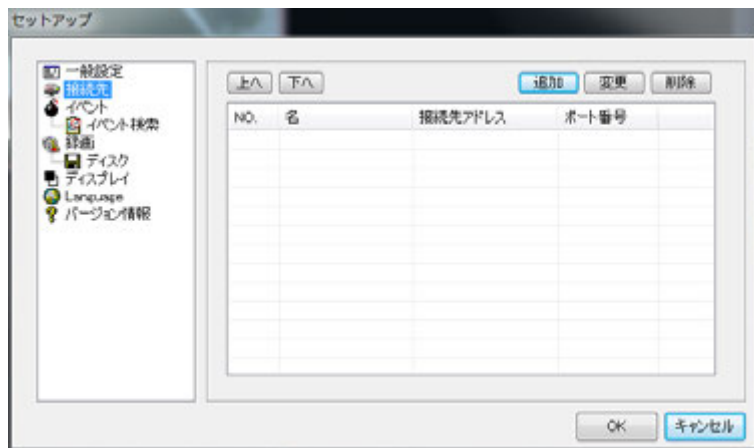 セットアップ
一般設定
接続先
イベント
イベント検索
録画
ディスク
ディスプレイ
Language
バージョン情報
上へ 下へ 追加 変更 削除
NO. 名 接続先アドレス ポート番号
OK キャンセル